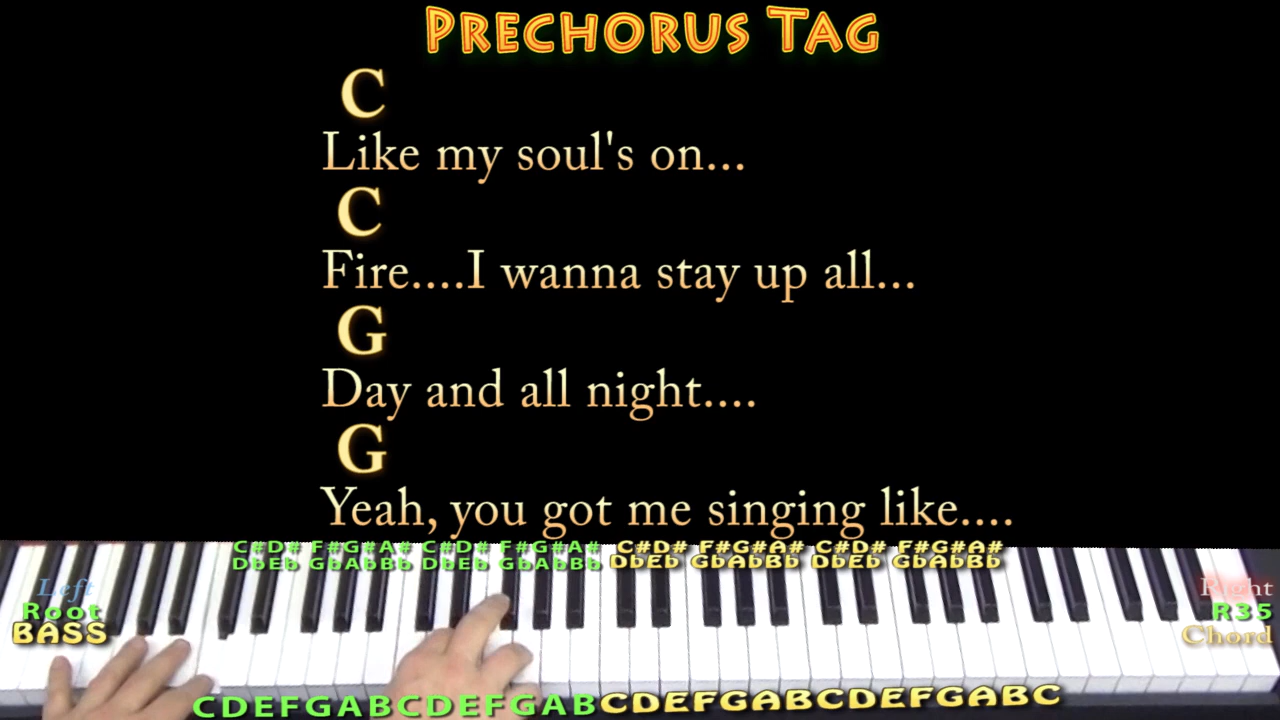 PRECHORUS TAG
C
Like my soul's on...
C
Fire....I wanna stay up all...
G
Day and all night....
G
Yeah, you got me singing like....
C#D# F#G#A# C#D# F#G#A# C#D# F#G#A# C#D# F#G#A#
DbEb GbAbBb DbEb GbAbBb DbEb GbAbBb DbEb GbAbBb
Left
Root
BASS
Right
R35
Chord
CDEFGABCDEFGABCDEFGABCDEFGABC